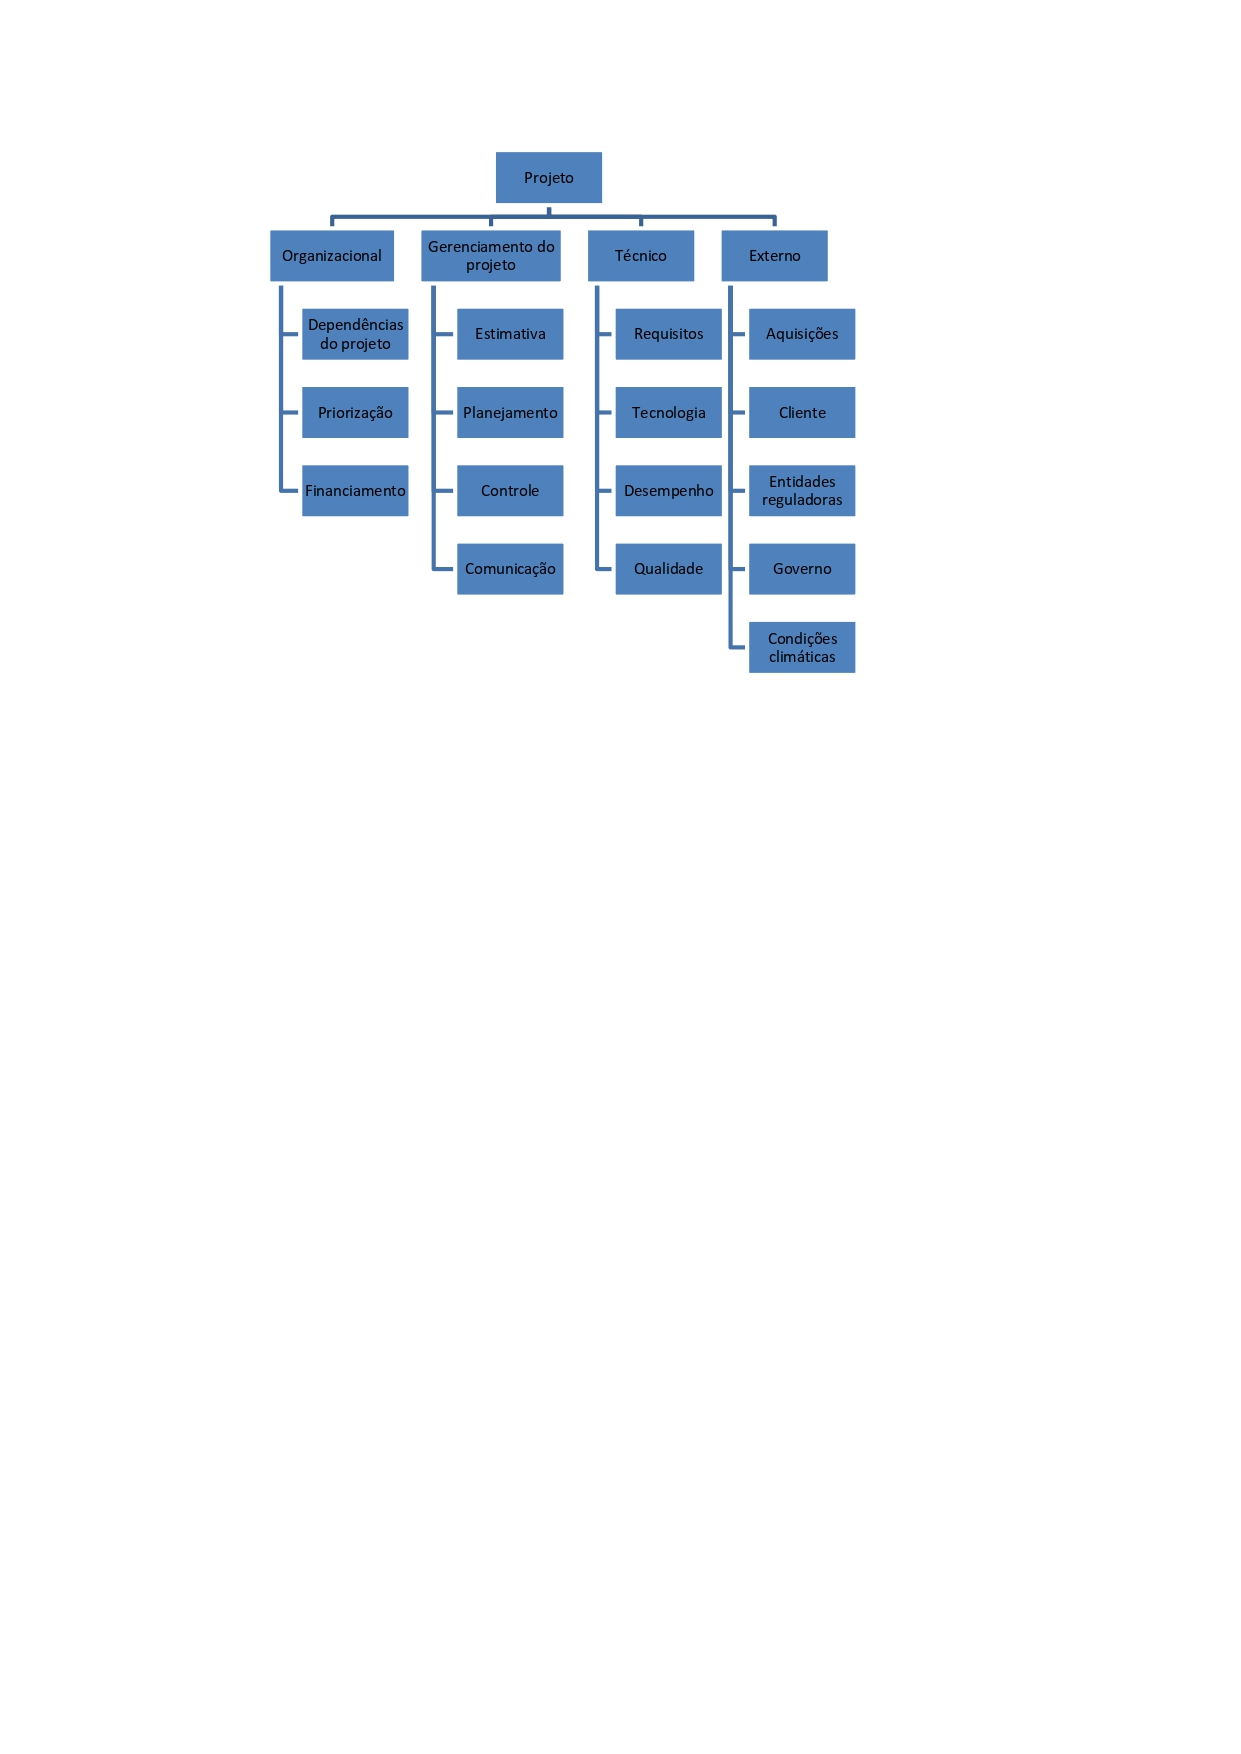 Projeto
Organizacional
Gerenciamento do
projeto
Técnico
Externo
Dependências
do projeto
Priorização
Financiamento
Estimativa
Planejamento
Controle
Comunicação
Requisitos
Tecnologia
Desempenho
Qualidade
Aquisições
Cliente
Entidades
reguladoras
Governo
Condições
climáticas